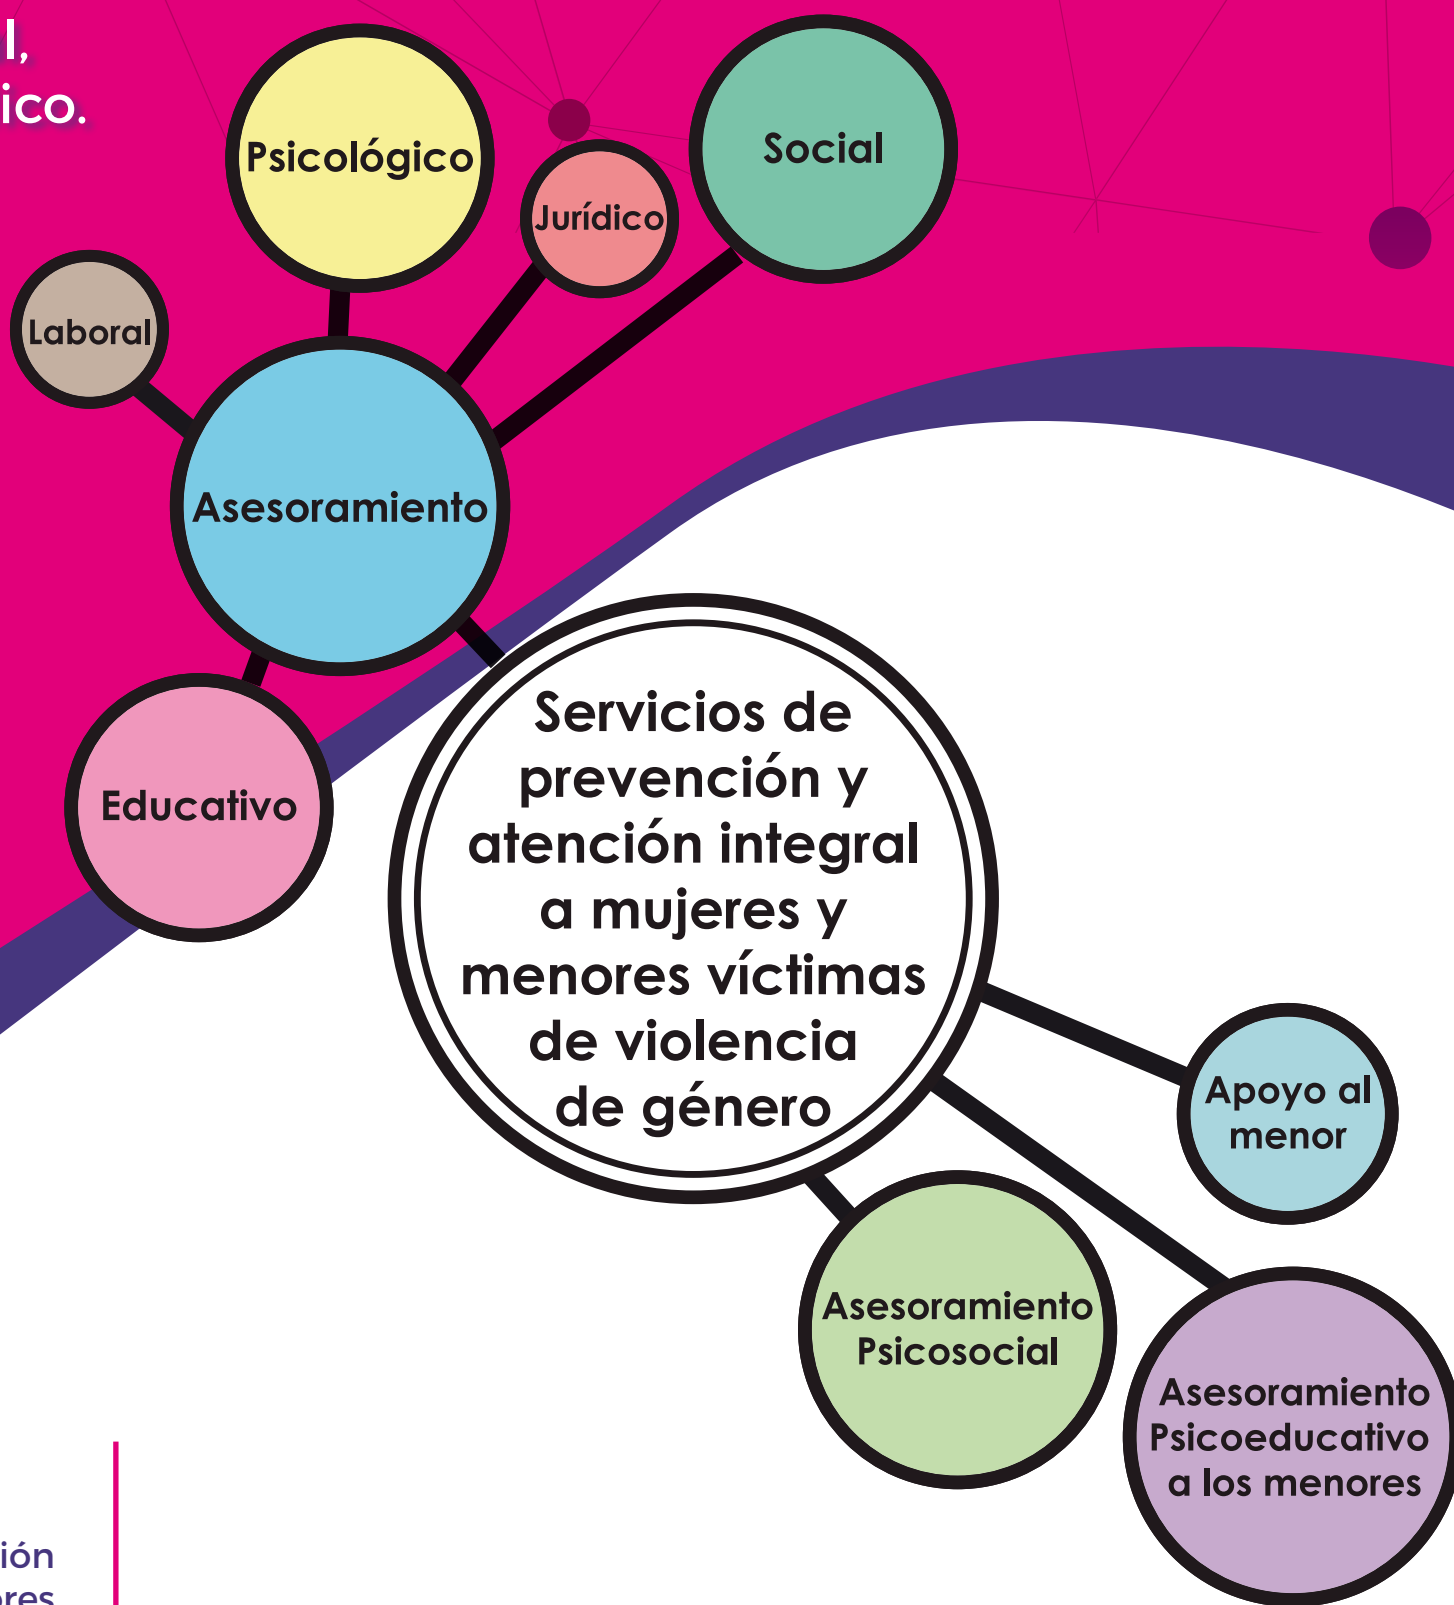 l,
ico.
Psicológico
Jurídico
Social
Laboral
Asesoramiento
Educativo
Servicios de
prevención y
atención integral
a mujeres y
menores víctimas
de violencia
de género
Apoyo al
menor
Asesoramiento
Psicosocial
Asesoramiento
Psicoeducativo
a los menores
ión
ores